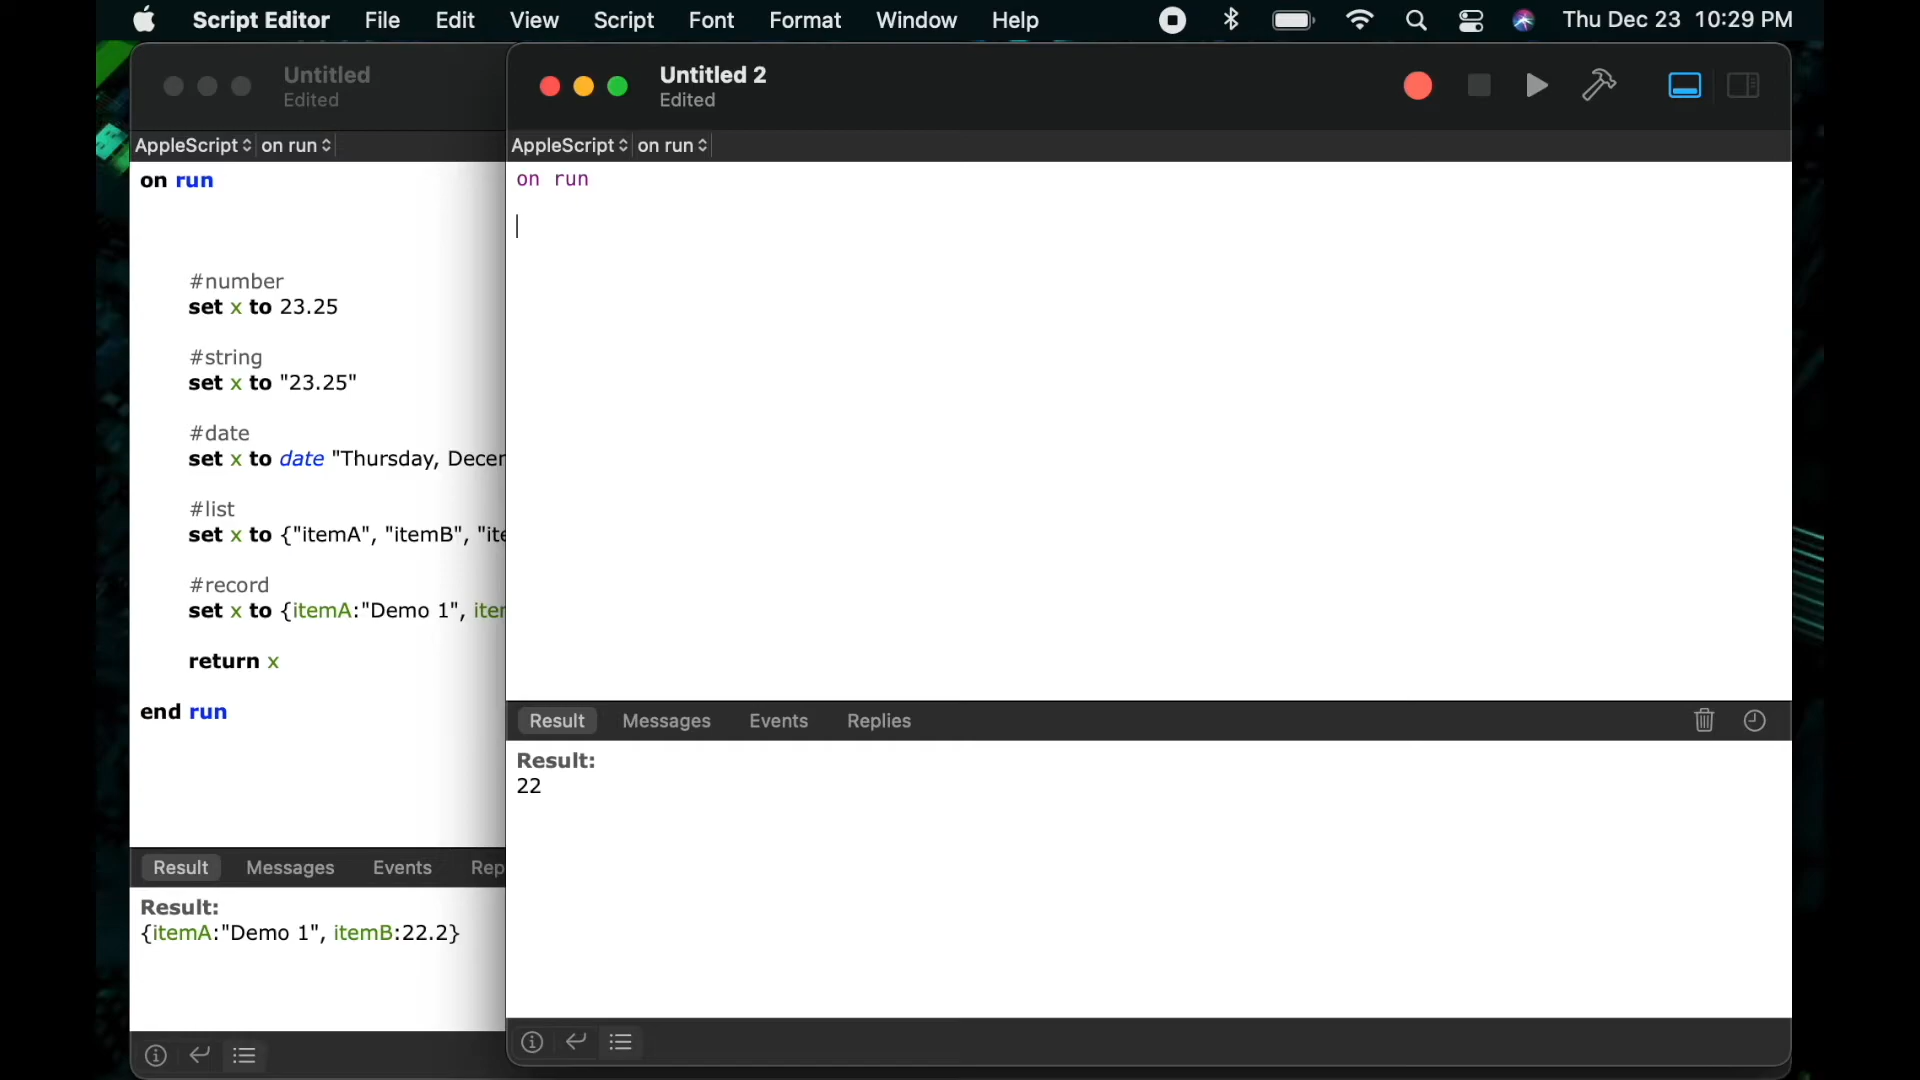 Script Editor File Edit View Script Font Format Window Help Thu Dec 23 10:29 PM
Untitled
Edited
AppleScript on run
on run
#number
set x to 23.25
#string
set x to "23.25"
#date
set x to date "Thursday, Decer
#list
set x to {"itemA", "itemB", "ite
#record
set x to {itemA:"Demo 1", iter
return x
end run
Result Messages Events Rep
Result:
{itemA:"Demo 1", itemB:22.2}
Untitled 2
Edited
AppleScript on run
on run
Result Messages Events Replies
Result:
22